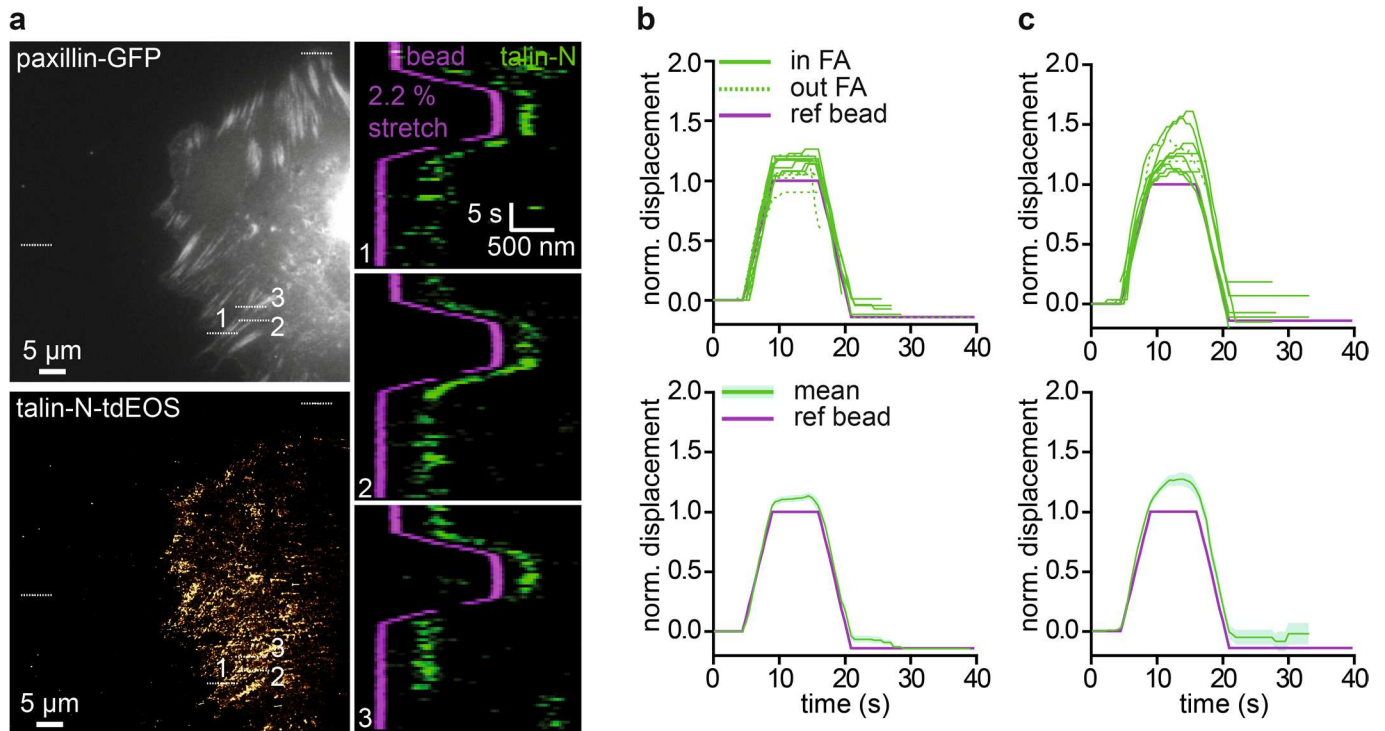 a
paxillin-GFP
1
3
2
5 µm
talin-N-tdEOS
1
3
2
5 µm
bead talin-N
2.2 %
stretch
5 s
500 nm
1
2
3
b
2.0
1.5
1.0
0.5
0.0
norm. displacement
in FA
out FA
ref bead
0 10 20 30 40
2.0
1.5
1.0
0.5
0.0
norm. displacement
mean
ref bead
0 10 20 30 40
time (s)
c
2.0
1.5
1.0
0.5
0.0
norm. displacement
0 10 20 30 40
2.0
1.5
1.0
0.5
0.0
norm. displacement
0 10 20 30 40
time (s)